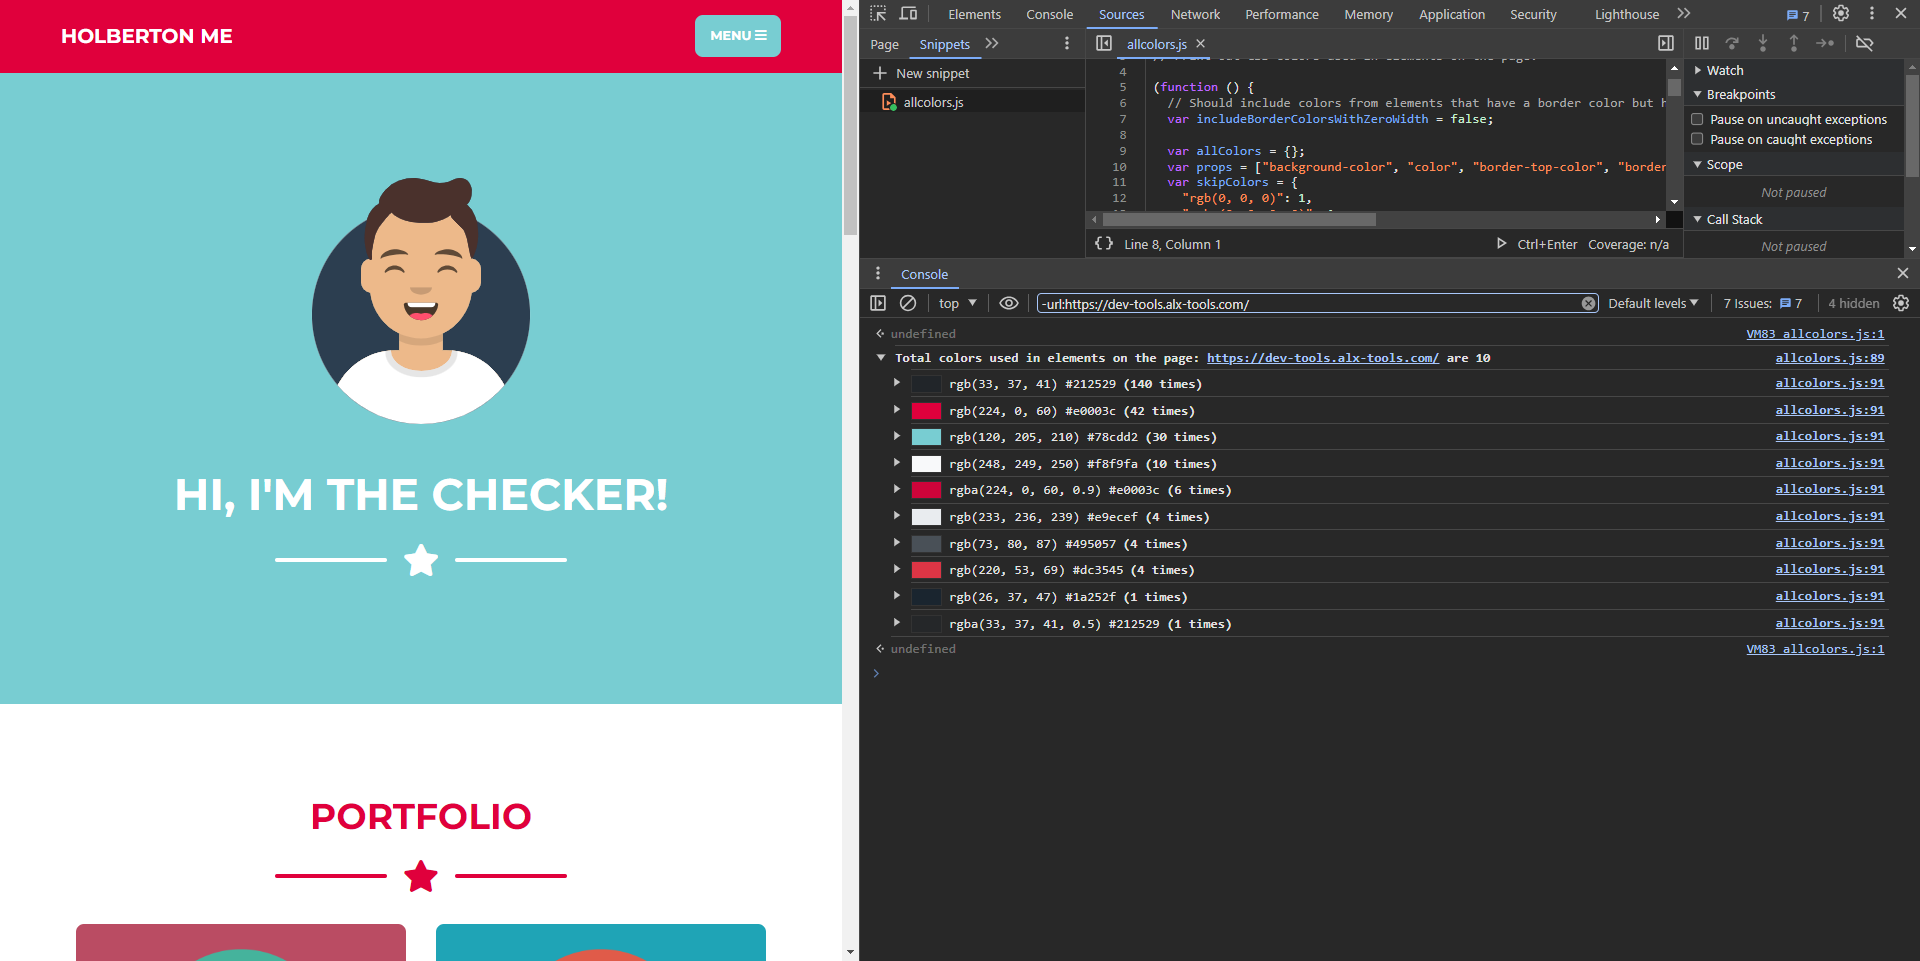 HOLBERTON ME
MENU
HI, I'M THE CHECKER!
PORTFOLIO
Elements Console Sources Network Performance Memory Application Security Lighthouse 7
Page Snippets
New snippet
allcolors.js
allcolors.js
4
5 (function () {
6 // Should include colors from elements that have a border color but h
7 var includeBorderColorsWithZeroWidth = false;
8
9 var allColors = {};
10 var props = ["background-color", "color", "border-top-color", "border
11 var skipColors = {
12 "rgb(0, 0, 0)": 1,
{} Line 8, Column 1 Ctrl+Enter Coverage: n/a
Watch
Breakpoints
Pause on uncaught exceptions
Pause on caught exceptions
Scope
Not paused
Call Stack
Not paused
Console
top -url:https://dev-tools.alx-tools.com/ Default levels 7 Issues: 7 4 hidden
undefined VM83 allcolors.js:1
Total colors used in elements on the page: https://dev-tools.alx-tools.com/ are 10 allcolors.js:89
rgb(33, 37, 41) #212529 (140 times) allcolors.js:91
rgb(224, 0, 60) #e0003c (42 times) allcolors.js:91
rgb(120, 205, 210) #78cdd2 (30 times) allcolors.js:91
rgb(248, 249, 250) #f8f9fa (10 times) allcolors.js:91
rgba(224, 0, 60, 0.9) #e0003c (6 times) allcolors.js:91
rgb(233, 236, 239) #e9ecef (4 times) allcolors.js:91
rgb(73, 80, 87) #495057 (4 times) allcolors.js:91
rgb(220, 53, 69) #dc3545 (4 times) allcolors.js:91
rgb(26, 37, 47) #1a252f (1 times) allcolors.js:91
rgba(33, 37, 41, 0.5) #212529 (1 times) allcolors.js:91
undefined VM83 allcolors.js:1